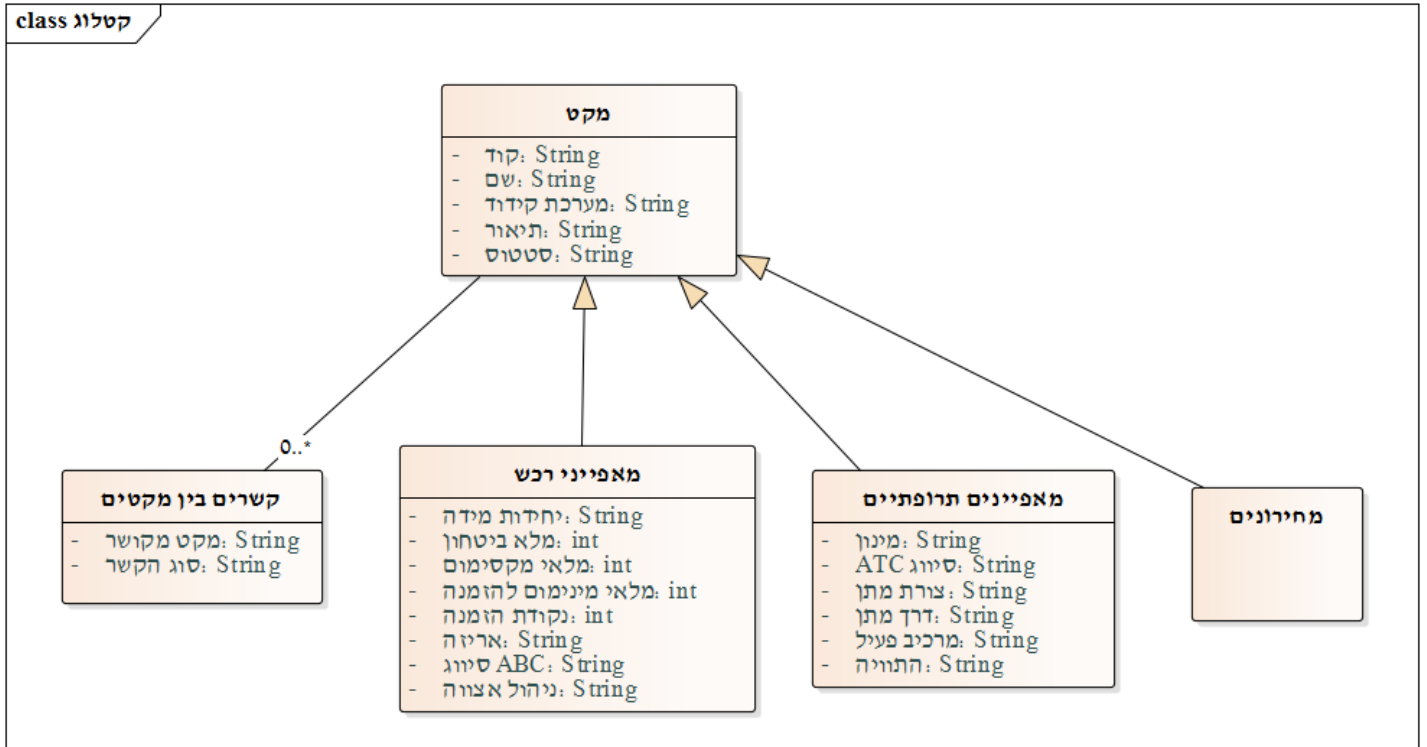 class קטלוג
מקט
- קוד: String
- שם: String
- מערכת קידוד: String
- תיאור: String
- סטטוס: String
0..*
קשרים בין מקטים
- מקט מקושר: String
- סוג הקשר: String
מאפייני רכש
- יחידות מידה: String
- מלא ביטחון: int
- מלאי מקסימום: int
- מלאי מינימום להזמנה: int
- נקודת הזמנה: int
- אריזה: String
- סיווג ABC: String
- ניהול אצווה: String
מאפיינים תרופתיים
- מינון: String
- סיווג ATC: String
- צורת מתן: String
- דרך מתן: String
- מרכיב פעיל: String
- התוויה: String
מחירונים